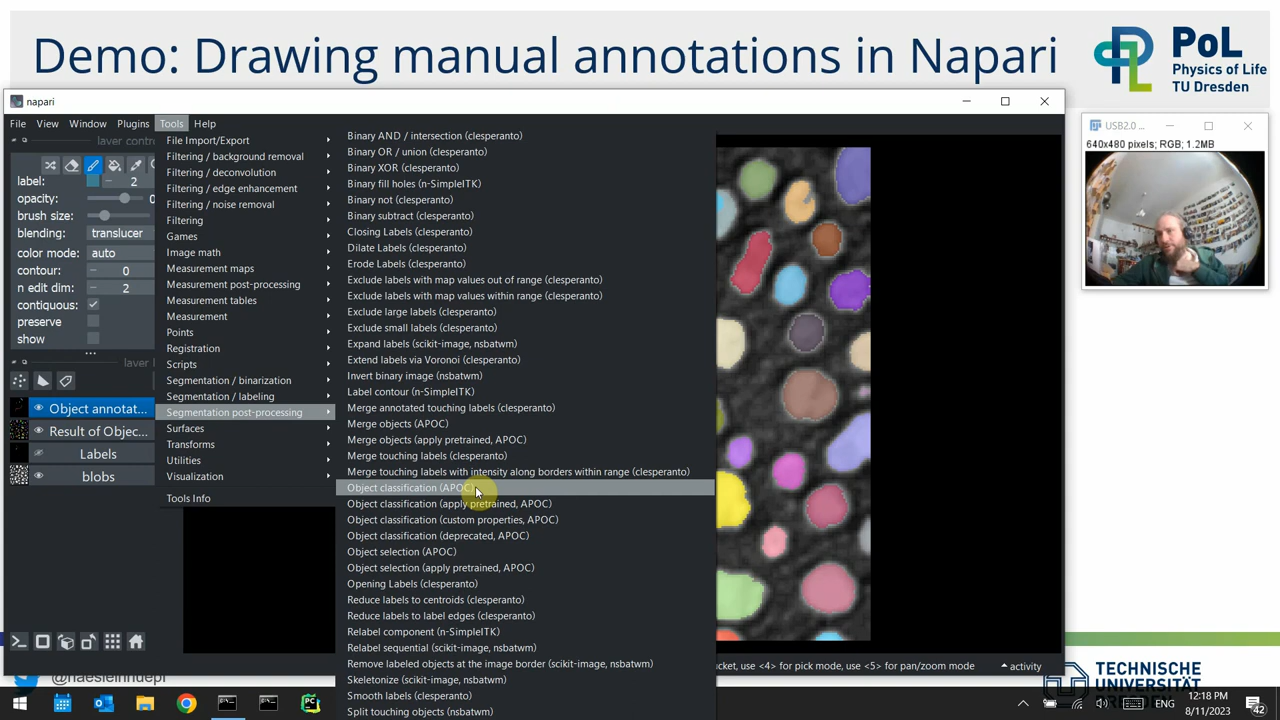 Demo: Drawing manual annotations in Napari
PoL
Physics of Life
TU Dresden
napari
File View Window Plugins Tools Help
layer contro
label: 2
opacity: 0
brush size:
blending: translucer
color mode: auto
contour: 0
n edit dim: 2
contiguous:
preserve
show
layer l
Object annotat...
Result of Objec...
Labels
blobs
File Import/Export
Filtering / background removal
Filtering / deconvolution
Filtering / edge enhancement
Filtering / noise removal
Filtering
Games
Image math
Measurement maps
Measurement post-processing
Measurement tables
Measurement
Points
Registration
Scripts
Segmentation / binarization
Segmentation / labeling
Segmentation post-processing
Surfaces
Transforms
Utilities
Visualization
Tools Info
Binary AND / intersection (clesperanto)
Binary OR / union (clesperanto)
Binary XOR (clesperanto)
Binary fill holes (n-SimpleITK)
Binary not (clesperanto)
Binary subtract (clesperanto)
Closing Labels (clesperanto)
Dilate Labels (clesperanto)
Erode Labels (clesperanto)
Exclude labels with map values out of range (clesperanto)
Exclude labels with map values within range (clesperanto)
Exclude large labels (clesperanto)
Exclude small labels (clesperanto)
Expand labels (scikit-image, nsbatwm)
Extend labels via Voronoi (clesperanto)
Invert binary image (nsbatwm)
Label contour (n-SimpleITK)
Merge annotated touching labels (clesperanto)
Merge objects (APOC)
Merge objects (apply pretrained, APOC)
Merge touching labels (clesperanto)
Merge touching labels with intensity along borders within range (clesperanto)
Object classification (APOC)
Object classification (apply pretrained, APOC)
Object classification (custom properties, APOC)
Object classification (deprecated, APOC)
Object selection (APOC)
Object selection (apply pretrained, APOC)
Opening Labels (clesperanto)
Reduce labels to centroids (clesperanto)
Reduce labels to label edges (clesperanto)
Relabel component (n-SimpleITK)
Relabel sequential (scikit-image, nsbatwm)
Remove labeled objects at the image border (scikit-image, nsbatwm)
Skeletonize (scikit-image, nsbatwm)
Smooth labels (clesperanto)
Split touching objects (nsbatwm)
USB2.0
640x480 pixels; RGB; 1.2MB
ucket, use <4> for pick mode, use <5> for pan/zoom mode
activity
TECHNISCHE
UNIVERSITÄT
@haesleinhuepf
ENG
12:18 PM
8/11/2023
42